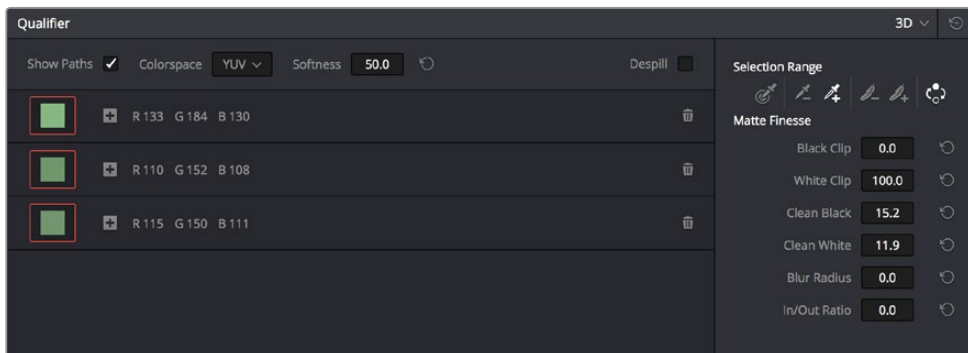 Qualifier
3D
Show Paths Colorspace YUV Softness 50.0 Despill
R 133 G 184 B 130
R 110 G 152 B 108
R 115 G 150 B 111
Selection Range
Matte Finesse
Black Clip 0.0
White Clip 100.0
Clean Black 15.2
Clean White 11.9
Blur Radius 0.0
In/Out Ratio 0.0